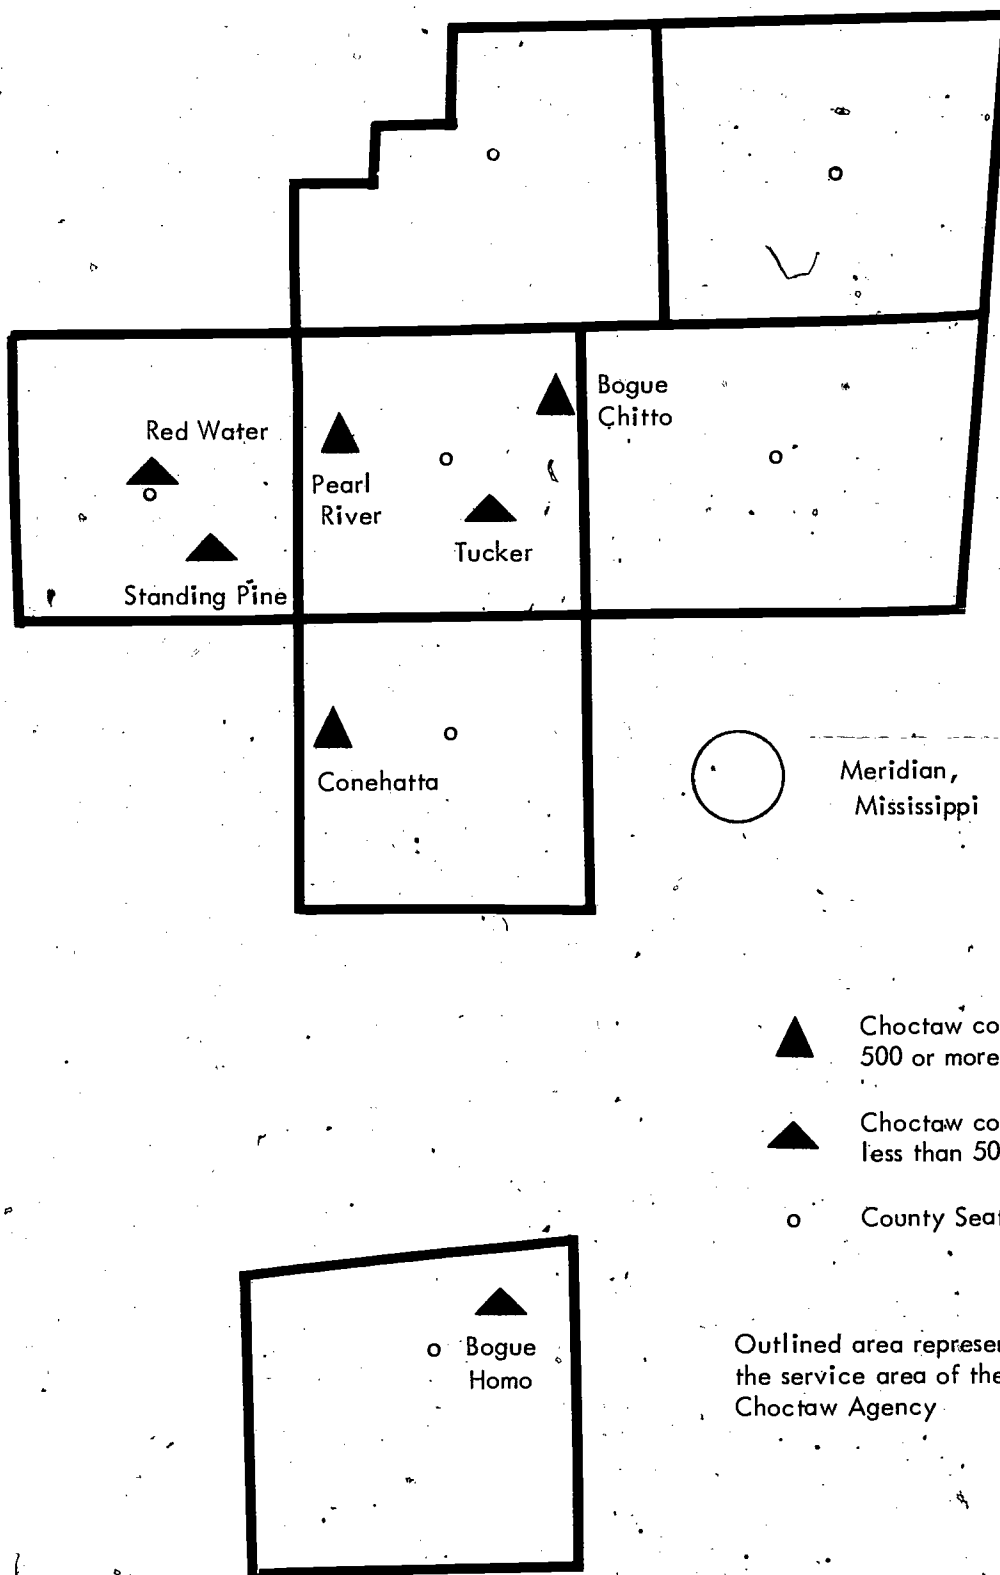 Bogue
Chitto
Red Water
Pearl
River
Tucker
Standing Pine
Conehatta
Meridian,
Mississippi
Choctaw co
500 or more
Choctaw co
less than 50
County Seat
Bogue
Homo
Outlined area represen
the service area of the
Choctaw Agency